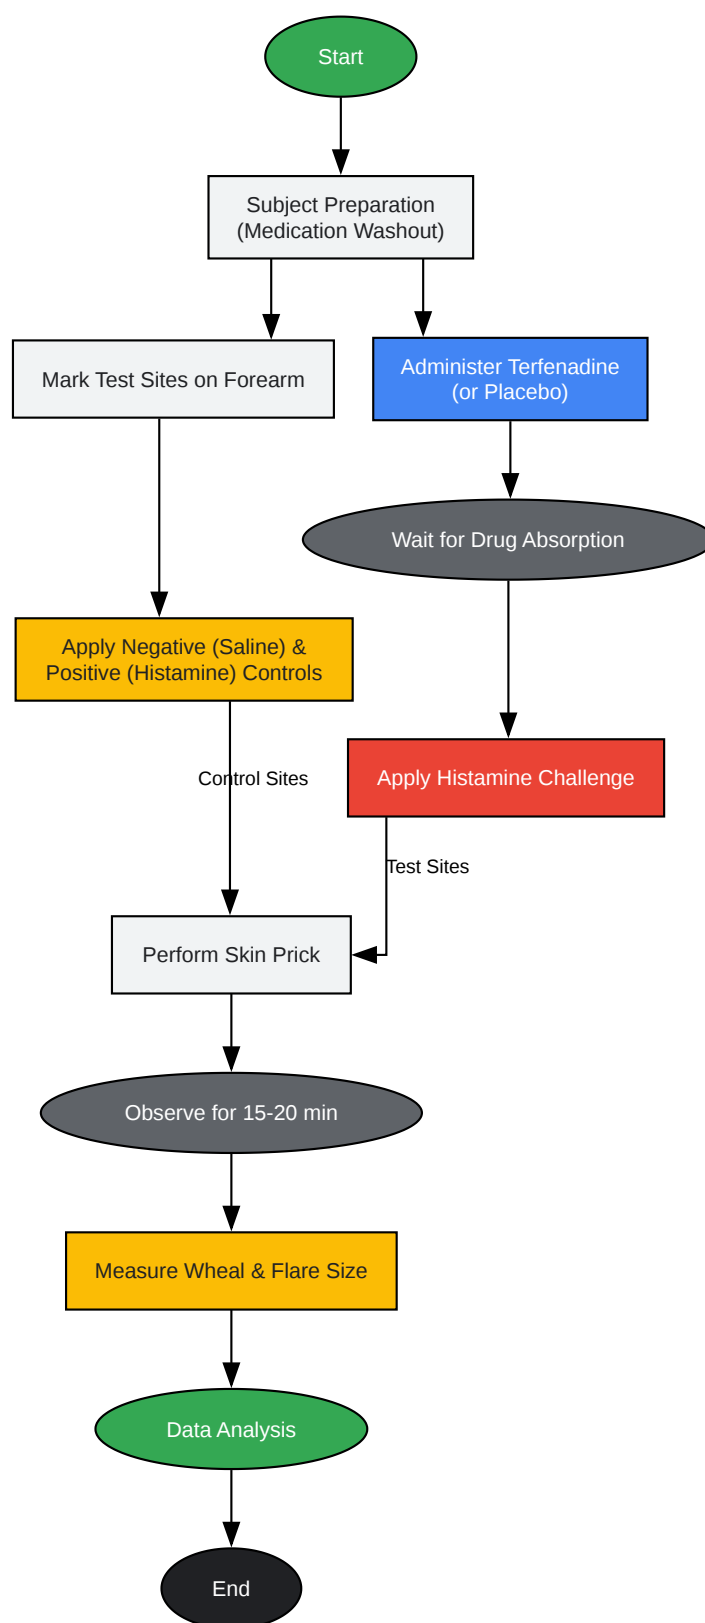 Start
Subject Preparation
(Medication Washout)
Mark Test Sites on Forearm
Administer Terfenadine
(or Placebo)
Wait for Drug Absorption
Apply Negative (Saline) &
Positive (Histamine) Controls
Control Sites
Apply Histamine Challenge
Test Sites
Perform Skin Prick
Observe for 15-20 min
Measure Wheal & Flare Size
Data Analysis
End